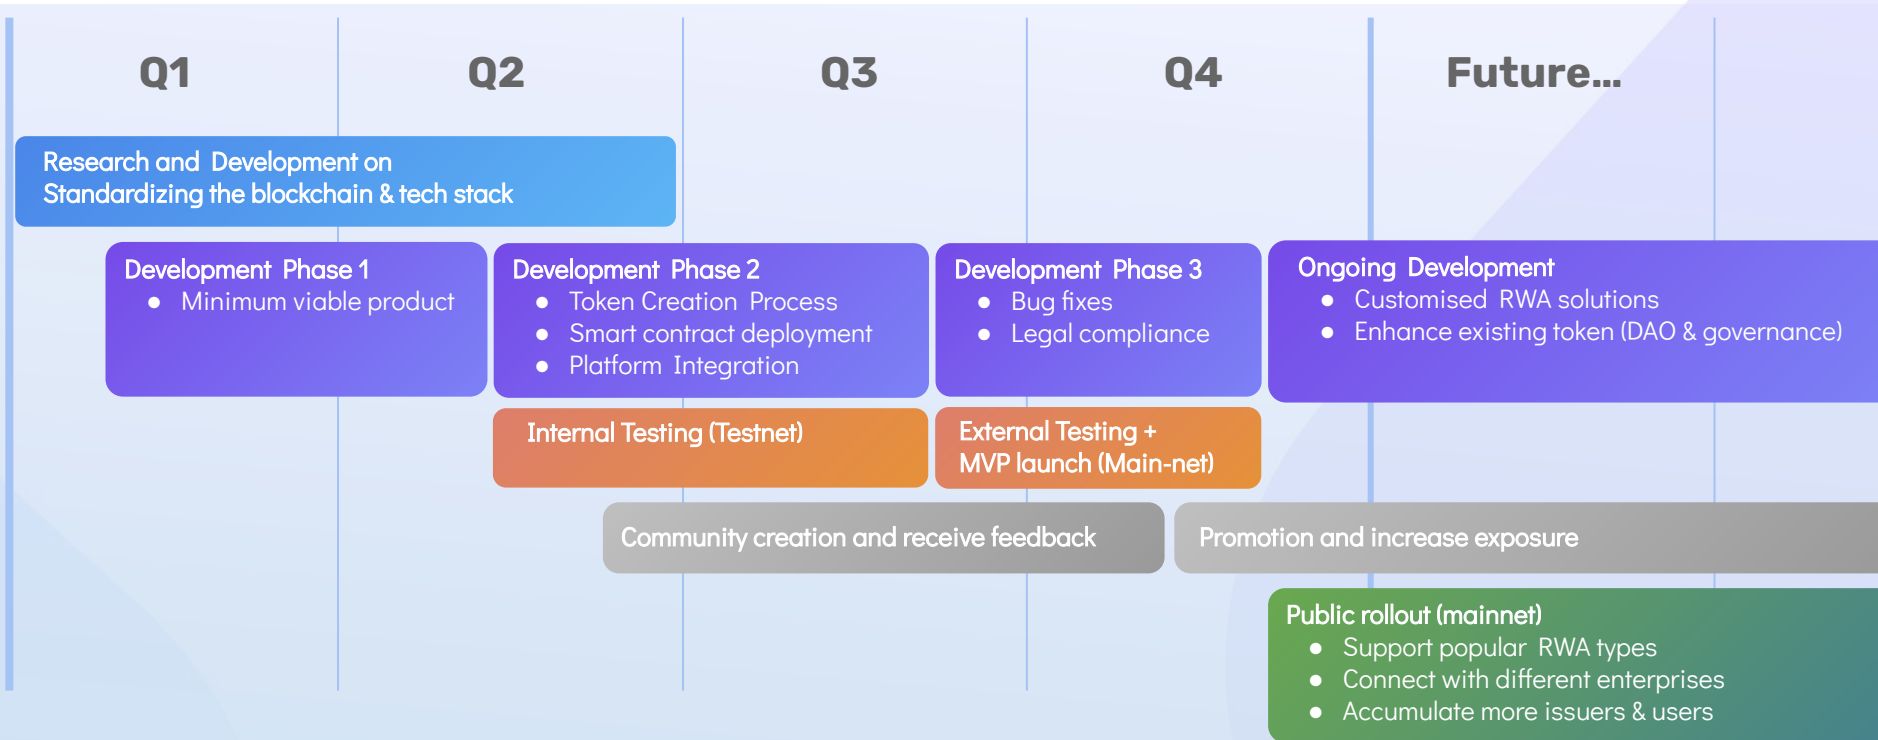 Q1
Q2
Q3
Q4
Future...
Research and Development on
Standardizing the blockchain & tech stack
Development Phase 1
● Minimum viable product
Development Phase 2
● Token Creation Process
● Smart contract deployment
● Platform Integration
Development Phase 3
● Bug fixes
● Legal compliance
Ongoing Development
● Customised RWA solutions
● Enhance existing token (DAO & governance)
Internal Testing (Testnet)
External Testing +
MVP launch (Main-net)
Community creation and receive feedback
Promotion and increase exposure
Public rollout (mainnet)
● Support popular RWA types
● Connect with different enterprises
● Accumulate more issuers & users